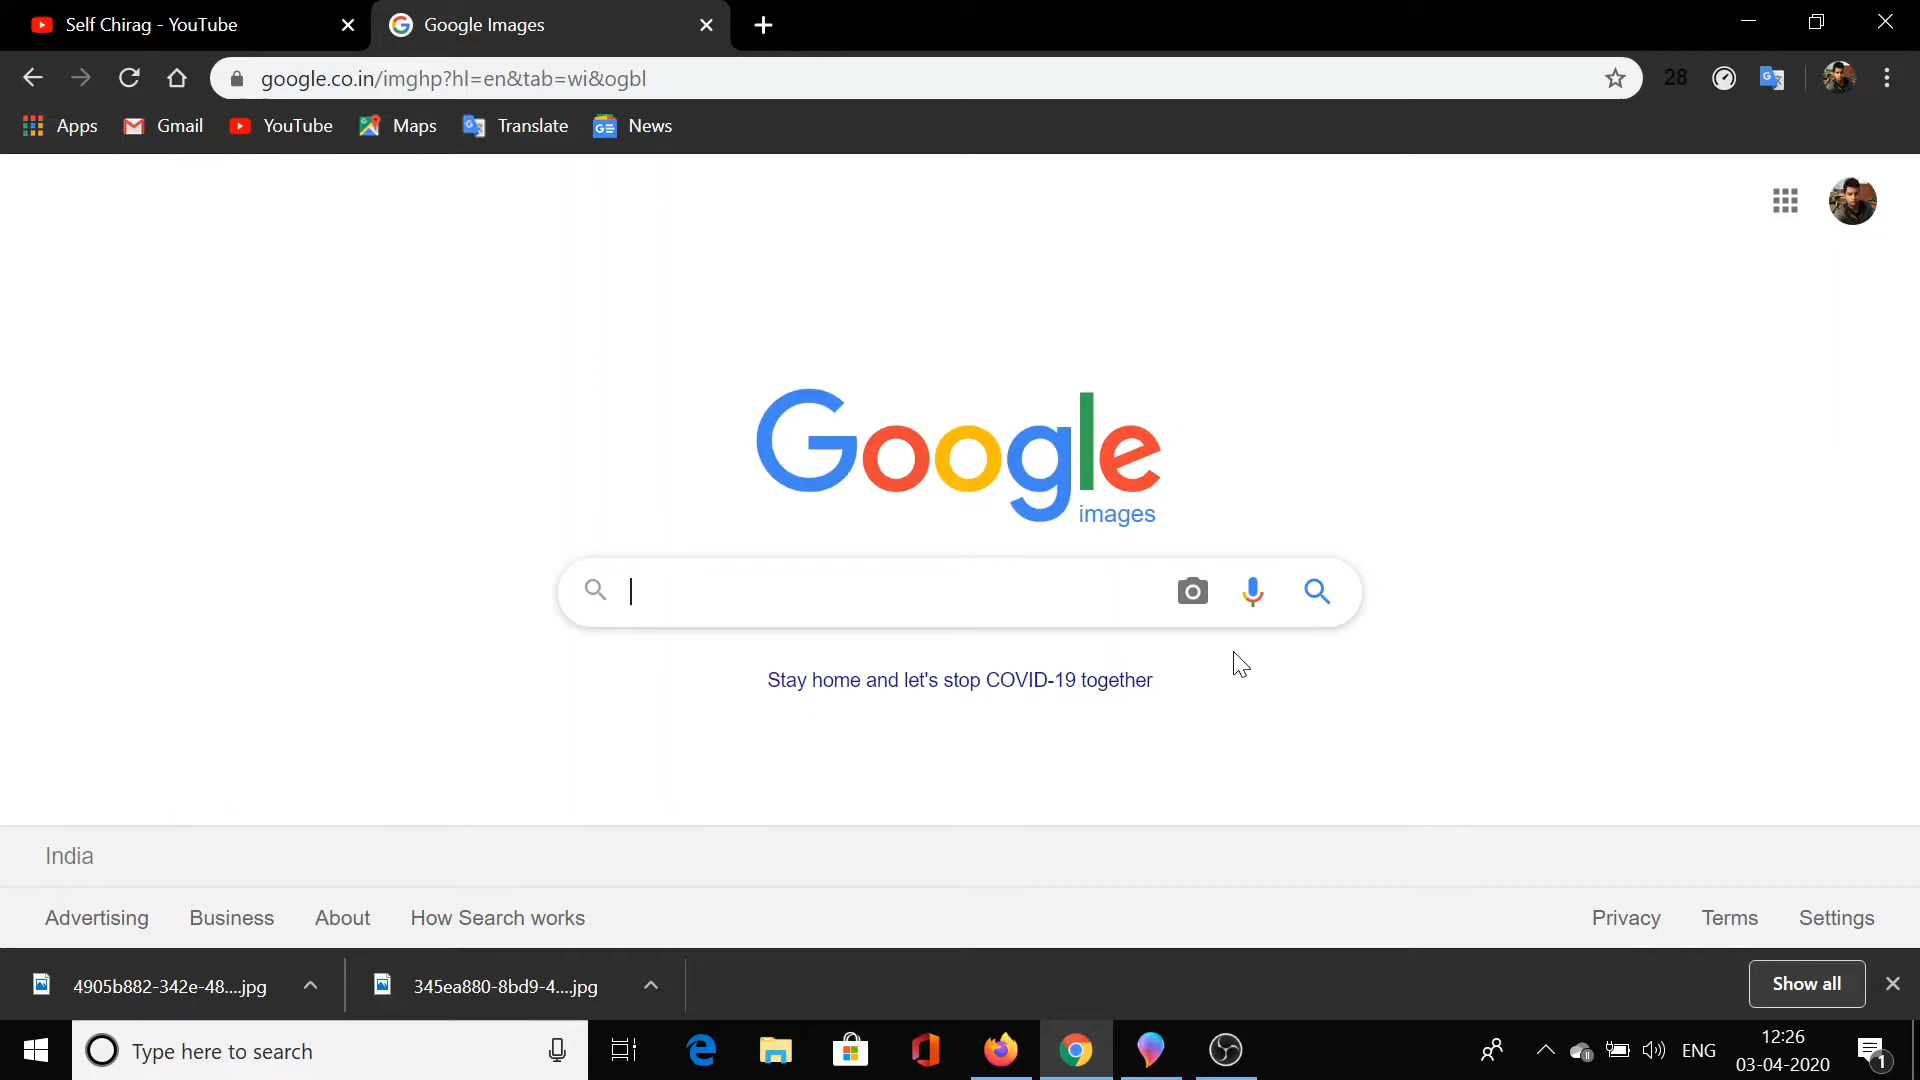 Self Chirag - YouTube
Google Images
google.co.in/imghp?hl=en&tab=wi&ogbl
28
Apps
Gmail
YouTube
Maps
Translate
News
Google
images
Stay home and let's stop COVID-19 together
India
Advertising
Business
About
How Search works
Privacy
Terms
Settings
4905b882-342e-48....jpg
345ea880-8bd9-4....jpg
Show all
Type here to search
ENG
12:26
03-04-2020
1